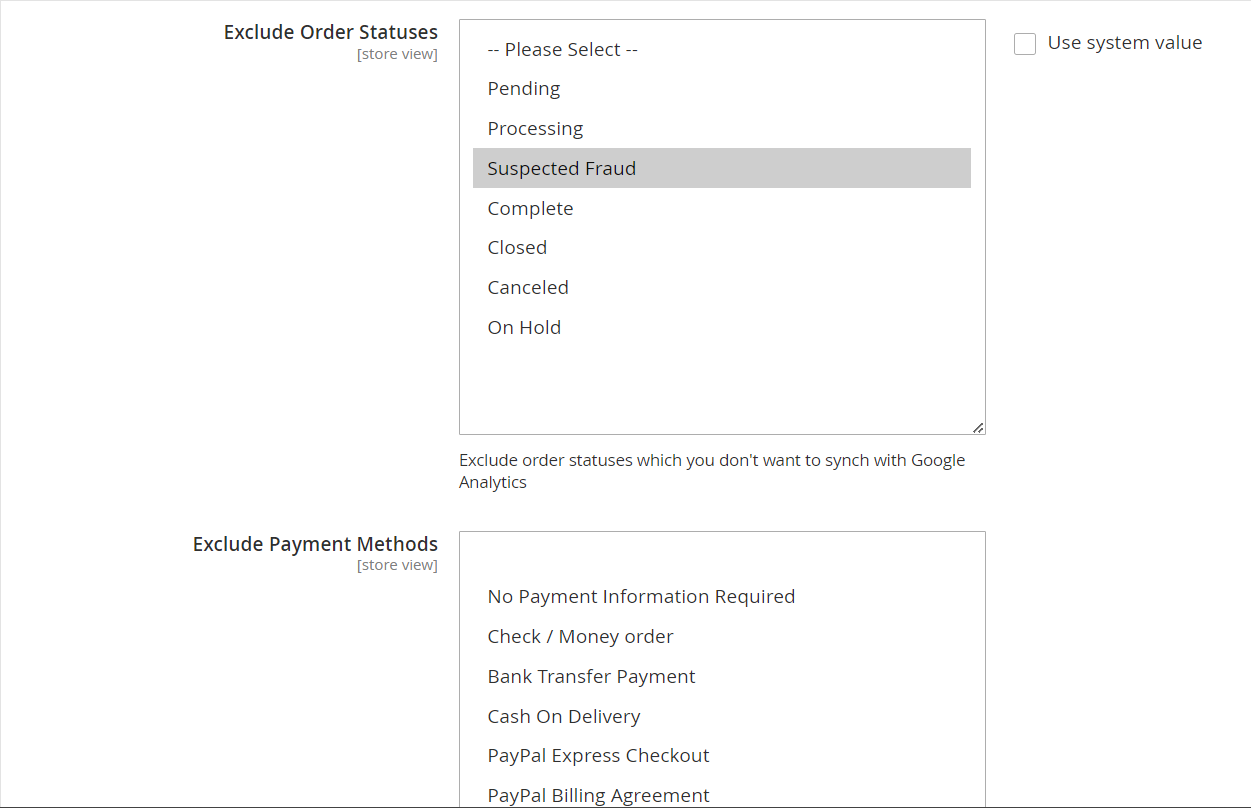 Exclude Order Statuses
[store view]
-- Please Select --
Pending
Processing
Suspected Fraud
Complete
Closed
Canceled
On Hold
Use system value
Exclude order statuses which you don't want to synch with Google
Analytics
Exclude Payment Methods
[store view]
No Payment Information Required
Check / Money order
Bank Transfer Payment
Cash On Delivery
PayPal Express Checkout
PayPal Billing Agreement